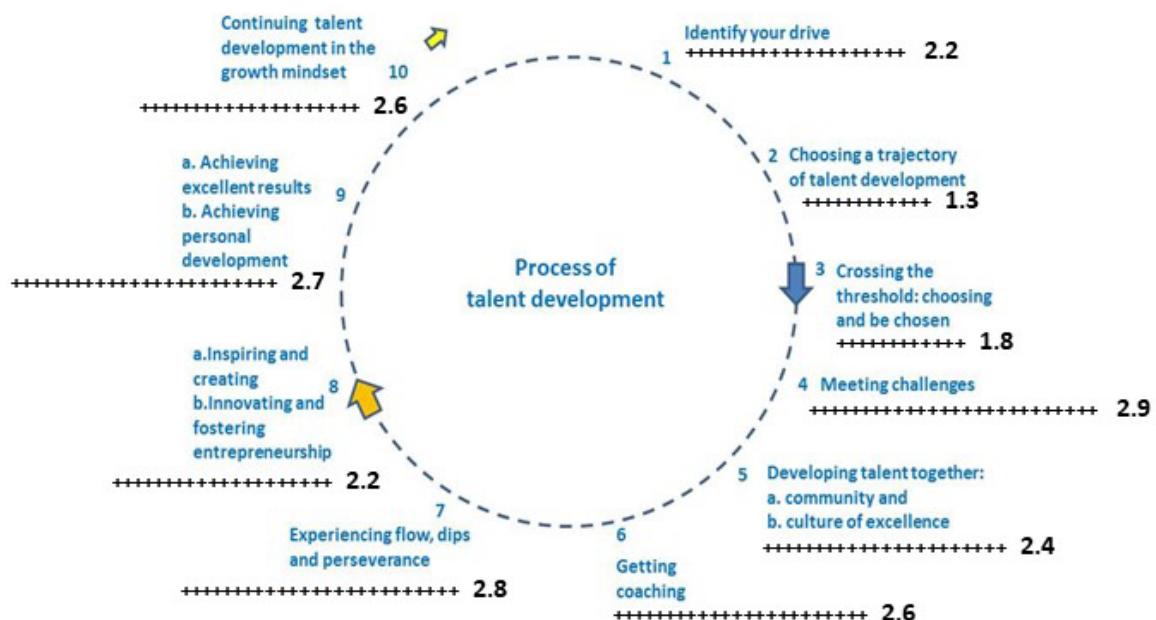 Continuing talent
development in the
growth mindset 10
+++++++++++++++++++ 2.6
1 Identify your drive
+++++++++++++++++++ 2.2
2 Choosing a trajectory
of talent development
++++++++++++ 1.3
3 Crossing the
threshold: choosing
and be chosen
++++++++++++ 1.8
4 Meeting challenges
+++++++++++++++++++++++++ 2.9
5 Developing talent together:
a. community and
b. culture of excellence
+++++++++++++++++++++ 2.4
6
Getting
coaching
++++++++++++++++++++++ 2.6
7
Experiencing flow, dips
and perseverance
++++++++++++++++++++++++ 2.8
a.Inspiring and
creating 8
b.Innovating and
fostering
entrepreneurship
+++++++++++++++++++ 2.2
a. Achieving
excellent results 9
b. Achieving
personal
development
+++++++++++++++++++++++ 2.7
Process of
talent development